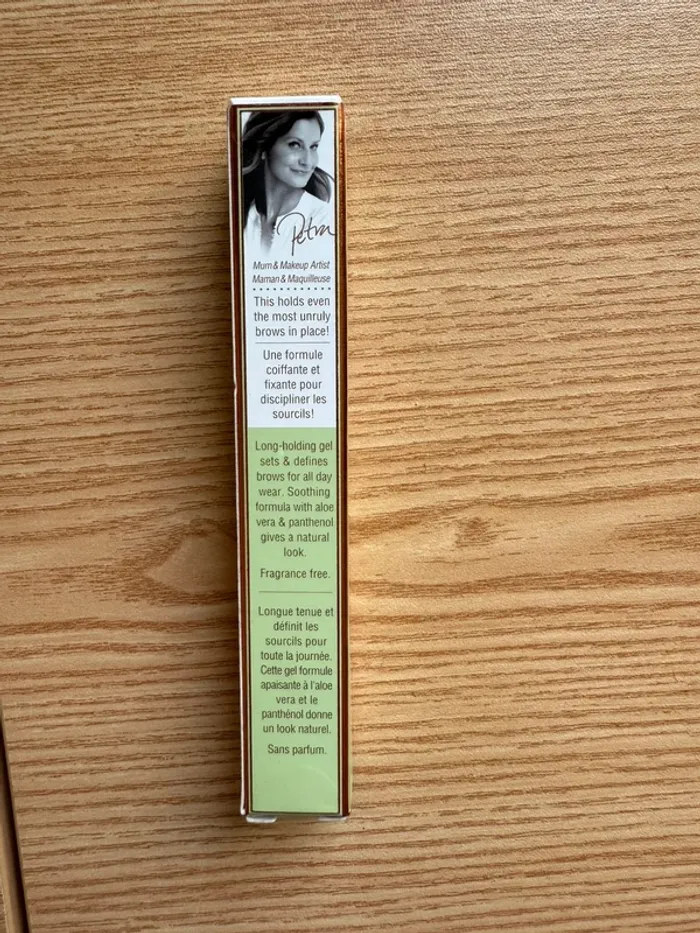 Petra
Mum & Makeup Artist
Maman & Maquilleuse
This holds even
the most unruly
brows in place!
Une formule
coiffante et
fixante pour
discipliner les
sourcils!
Long-holding gel
sets & defines
brows for all day
wear. Soothing
formula with aloe
vera & panthenol
gives a natural
look.
Fragrance free.
Longue tenue et
définit les
sourcils pour
toute la journée.
Cette gel formule
apaisante à l'aloe
vera et le
panthénol donne
un look naturel.
Sans parfum.